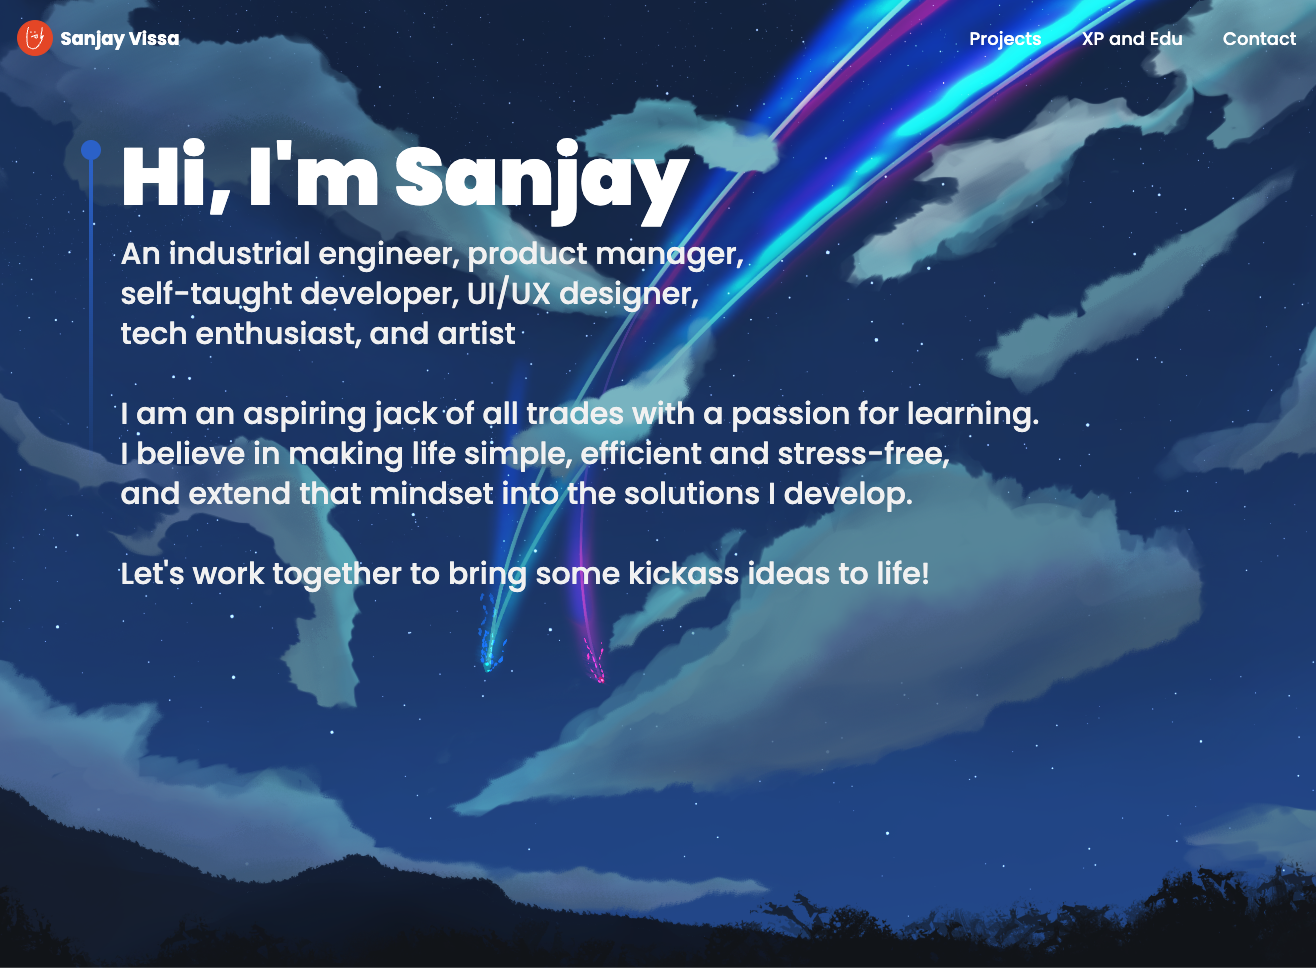 Sanjay Vissa
Projects
XP and Edu
Contact
Hi, I'm Sanjay
An industrial engineer, product manager,
self-taught developer, UI/UX designer,
tech enthusiast, and artist
I am an aspiring jack of all trades with a passion for learning.
I believe in making life simple, efficient and stress-free,
and extend that mindset into the solutions I develop.
Let's work together to bring some kickass ideas to life!